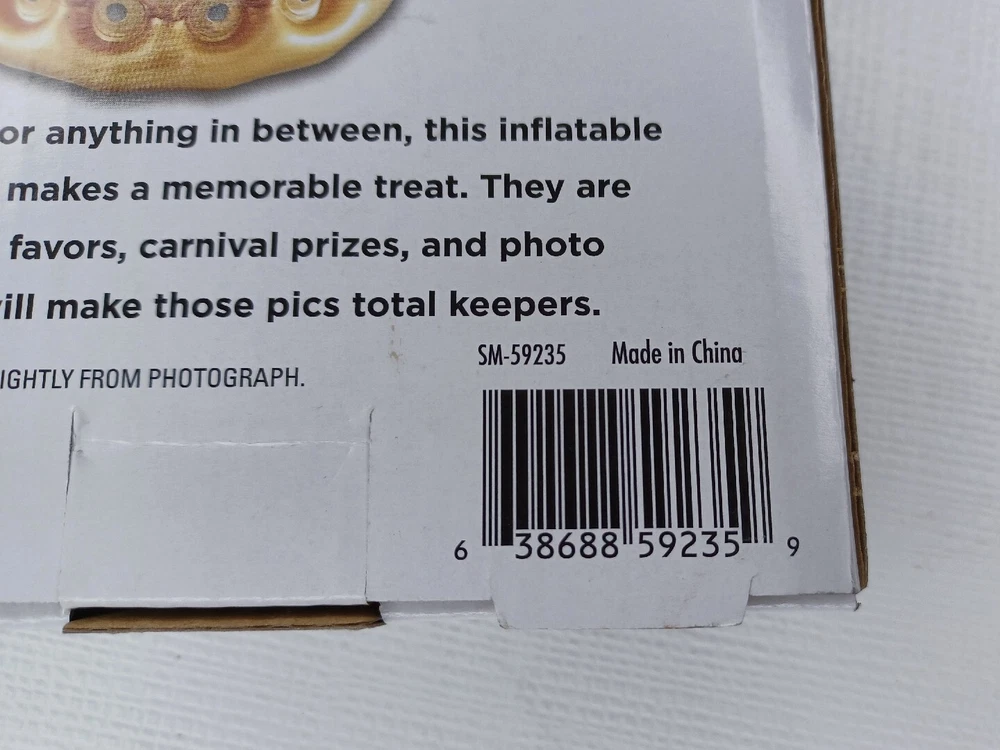 or anything in between, this inflatable
makes a memorable treat. They are
favors, carnival prizes, and photo
ill make those pics total keepers.
SM-59235 Made in China
IGHTLY FROM PHOTOGRAPH.
6 38688 59235 9